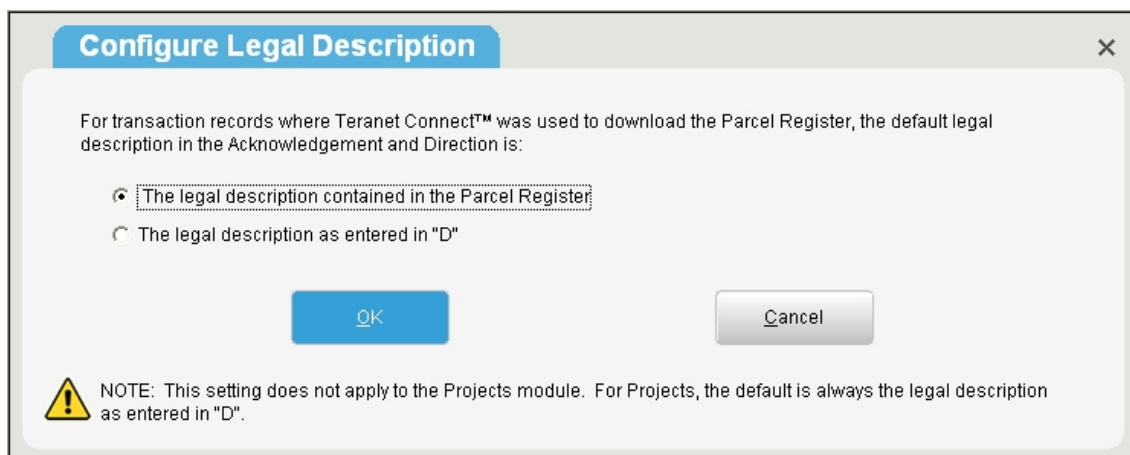 Configure Legal Description
For transaction records where Teranet Connect™ was used to download the Parcel Register, the default legal
description in the Acknowledgement and Direction is:
The legal description contained in the Parcel Register
The legal description as entered in "D"
OK
Cancel
NOTE: This setting does not apply to the Projects module. For Projects, the default is always the legal description
as entered in "D".